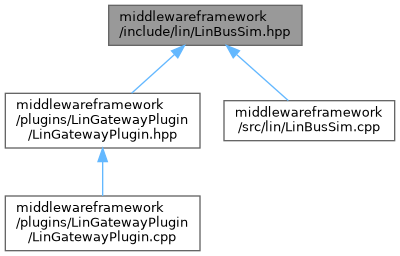 middlewareframework
/include/lin/LinBusSim.hpp
middlewareframework
/plugins/LinGatewayPlugin
/LinGatewayPlugin.hpp
middlewareframework
/src/lin/LinBusSim.cpp
middlewareframework
/plugins/LinGatewayPlugin
/LinGatewayPlugin.cpp